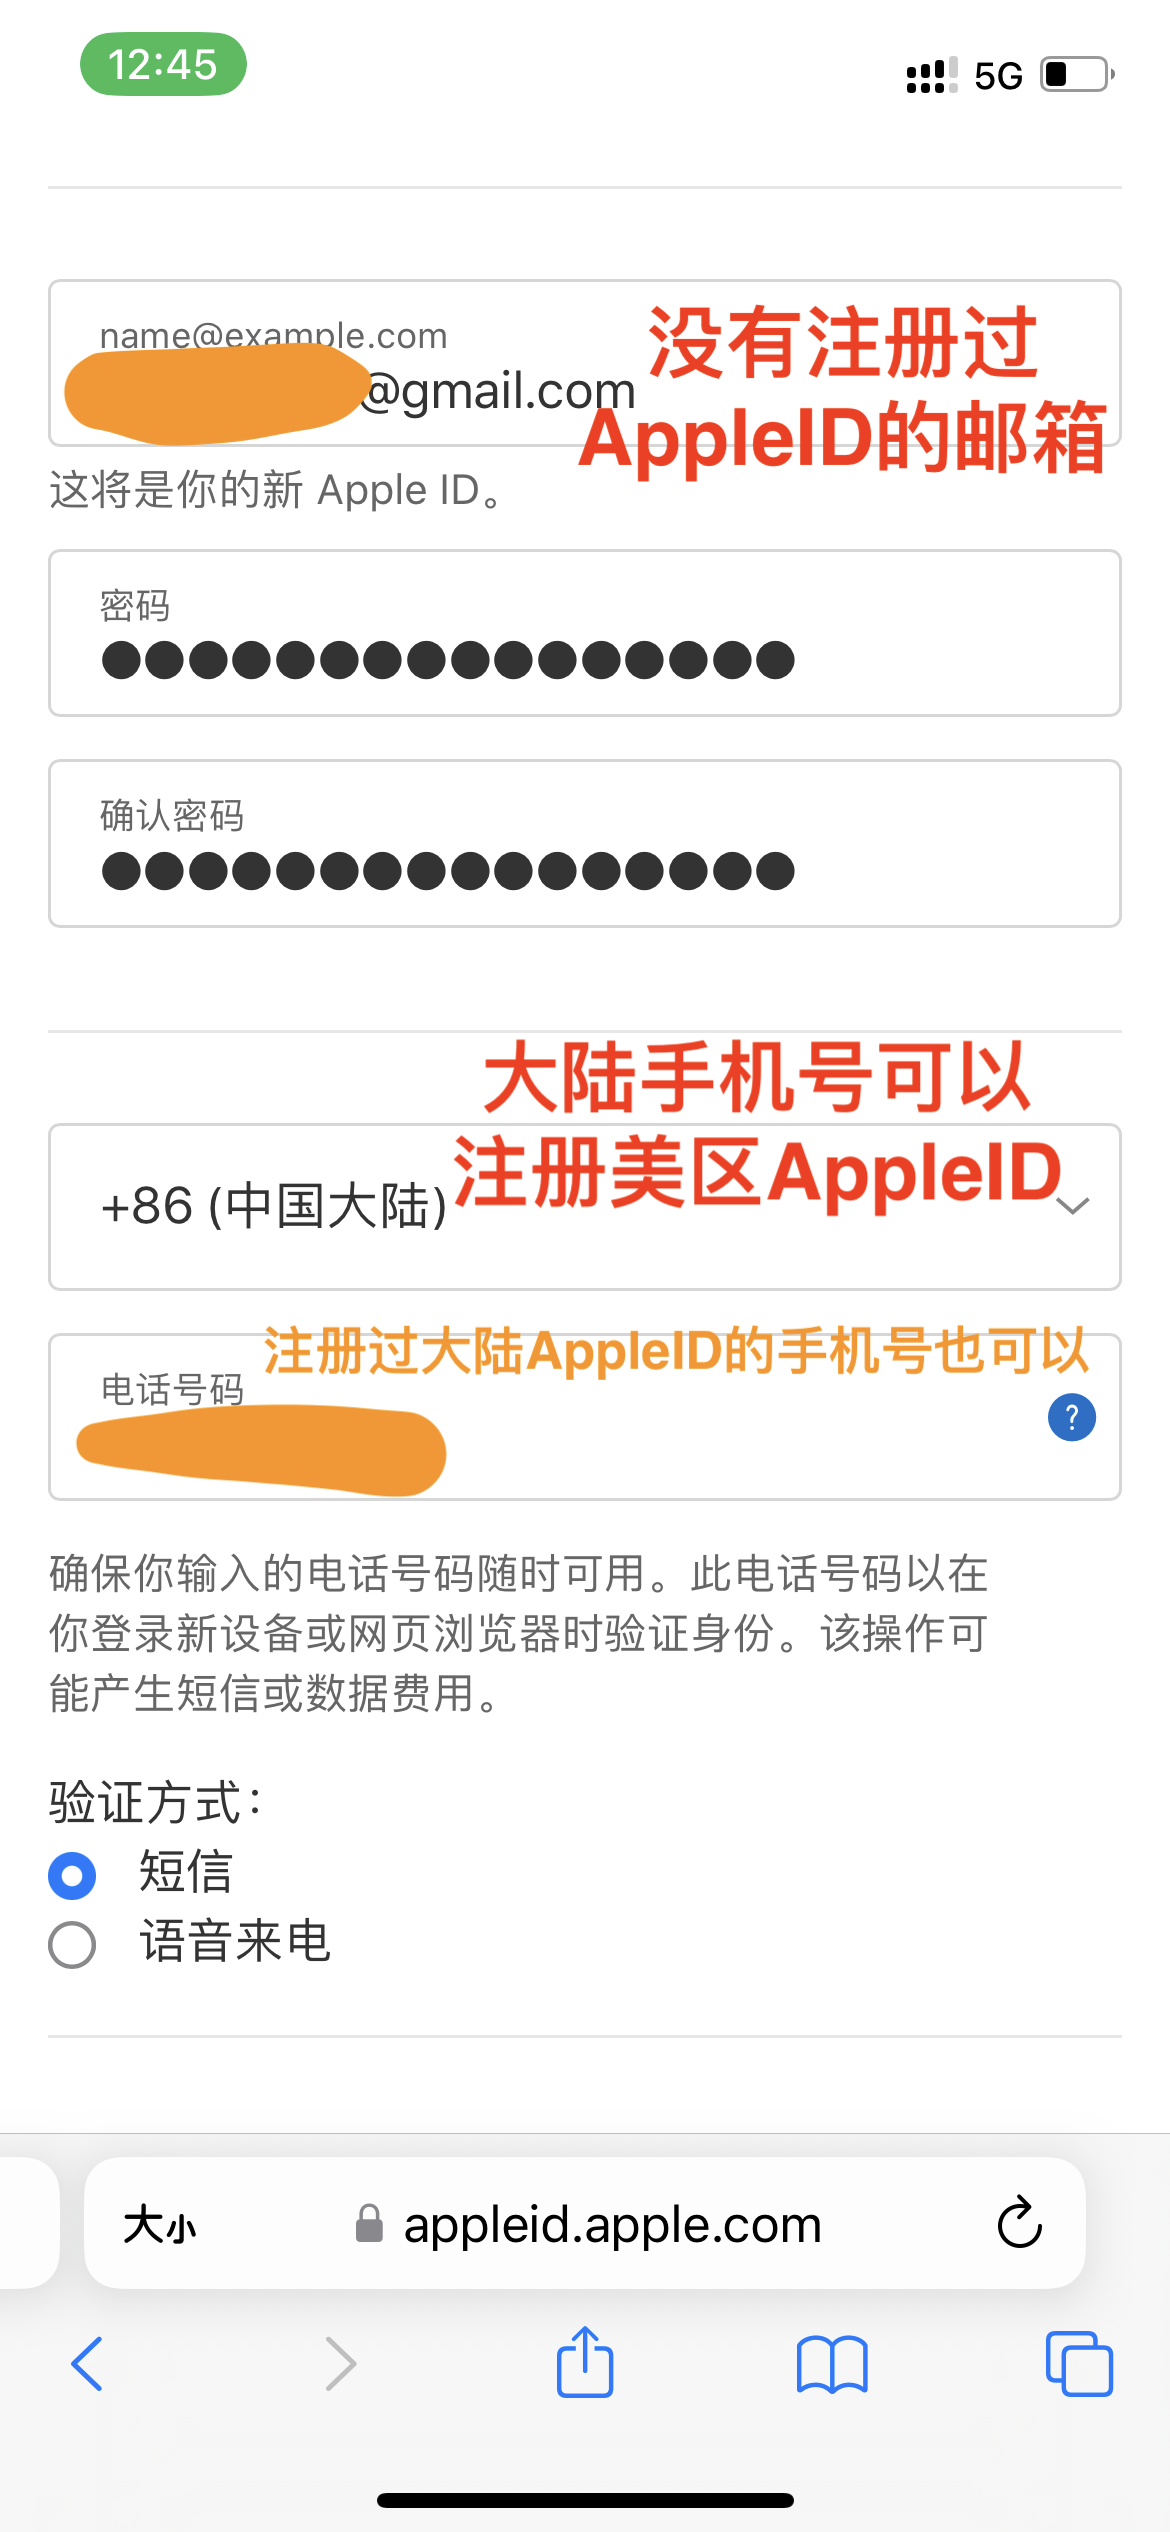 12:45
5G
name@example.com
@gmail.com
没有注册过
AppleID的邮箱
这将是你的新 Apple ID。
密码
确认密码
大陆手机号可以
注册美区AppleID
+86 (中国大陆)
注册过大陆AppleID的手机号也可以
电话号码
?
确保你输入的电话号码随时可用。此电话号码以在
你登录新设备或网页浏览器时验证身份。该操作可
能产生短信或数据费用。
验证方式：
短信
语音来电
大小
appleid.apple.com